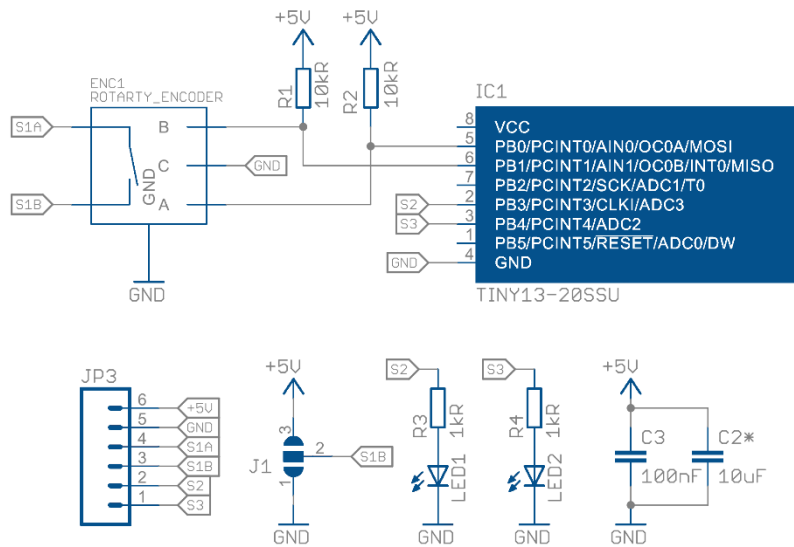 +5V
+5V
ENC1
ROTARTY_ENCODER
R1
10kR
R2
10kR
IC1
S1A
B
C
GND
GND
A
S1B
GND
8 VCC
5 PB0/PCINT0/AIN0/OC0A/MOSI
6 PB1/PCINT1/AIN1/OC0B/INT0/MISO
7 PB2/PCINT2/SCK/ADC1/T0
S2 2 PB3/PCINT3/CLKI/ADC3
S3 3 PB4/PCINT4/ADC2
1 PB5/PCINT5/RESET/ADC0/DW
GND 4 GND
TINY13-20SSU
JP3
6 +5V
5 GND
4 S1A
3 S1B
2 S2
1 S3
+5V
3
J1
2 S1B
1
GND
S2
R3
1kR
LED1
GND
S3
R4
1kR
LED2
GND
+5V
C3
100nF
C2*
10uF
GND